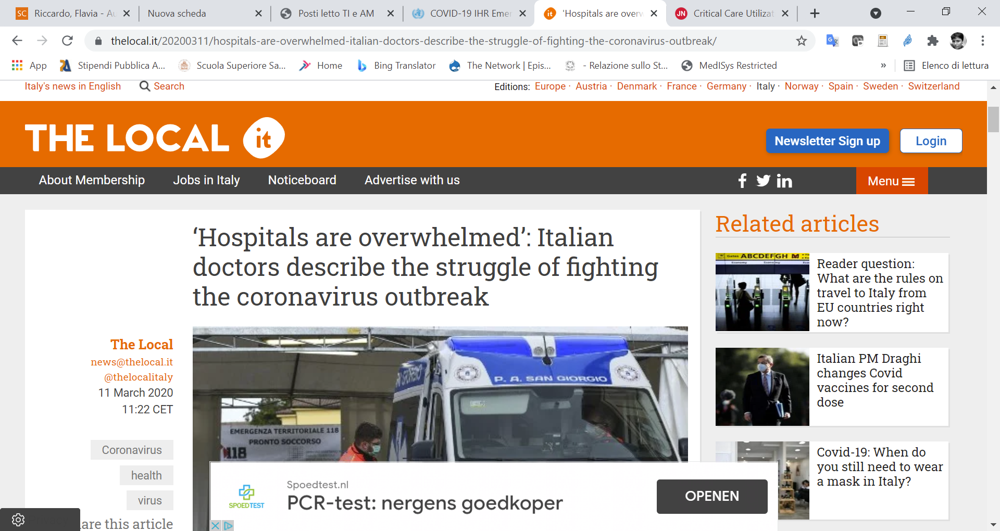 SC Riccardo, Flavia - Au
Nuova scheda
Posti letto TI e AM
COVID-19 IHR Emer
it 'Hospitals are overw
JN Critical Care Utilizat
thelocal.it/20200311/hospitals-are-overwhelmed-italian-doctors-describe-the-struggle-of-fighting-the-coronavirus-outbreak/
App
Stipendi Pubblica A...
Scuola Superiore Sa...
Home
Bing Translator
The Network | Epis...
- Relazione sullo St...
MedISys Restricted
»
Elenco di lettura
Italy's news in English
Search
Editions: Europe · Austria · Denmark · France · Germany · Italy · Norway · Spain · Sweden · Switzerland
THE LOCAL it
Newsletter Sign up
Login
About Membership
Jobs in Italy
Noticeboard
Advertise with us
Menu
‘Hospitals are overwhelmed’: Italian
doctors describe the struggle of fighting
the coronavirus outbreak
The Local
news@thelocal.it
@thelocalitaly
11 March 2020
11:22 CET
Coronavirus
health
virus
are this article
P. A. SAN GIORGIO
EMERGENZA TERRITORIALE 118
PRONTO SOCCORSO
118
Related articles
Gates ABCDEFGH M
Economy
Economy
Reader question:
What are the rules on
travel to Italy from
EU countries right
now?
Italian PM Draghi
changes Covid
vaccines for second
dose
Covid-19: When do
you still need to wear
a mask in Italy?
SPOEDTEST
Spoedtest.nl
PCR-test: nergens goedkoper
OPENEN